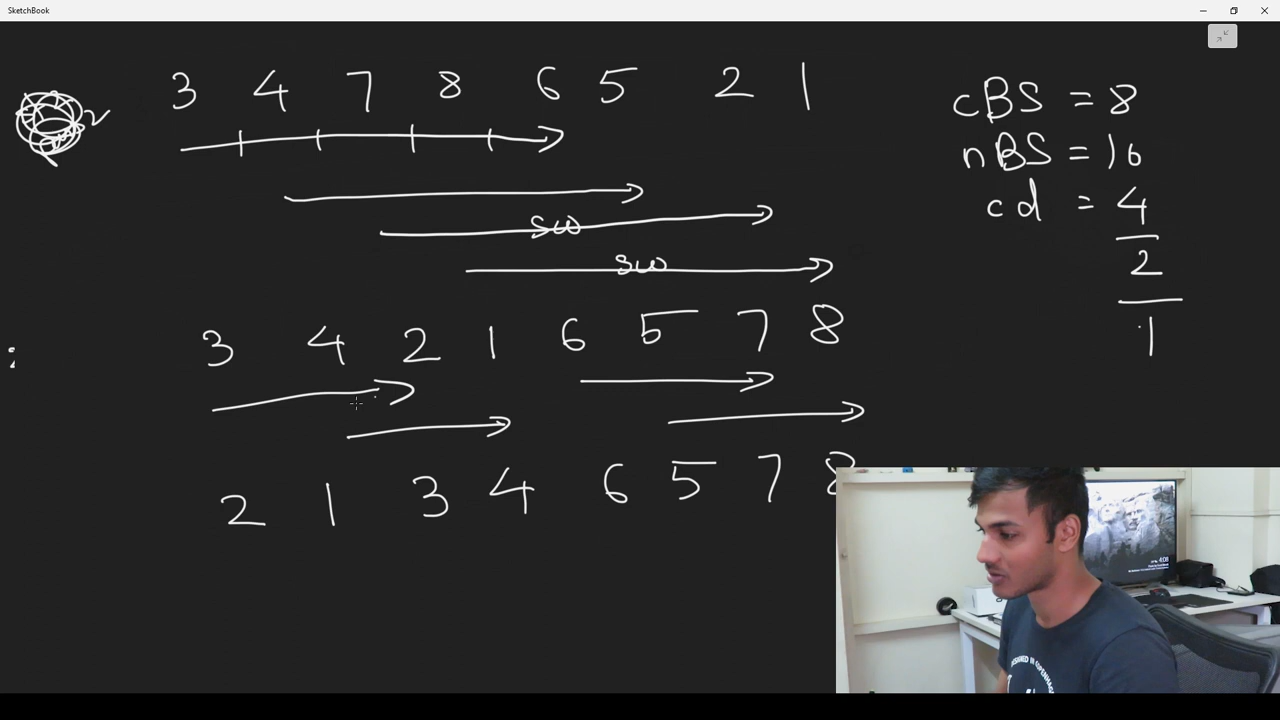 SketchBook
3 4 7 8 6 5 2 1
cBS = 8
nBS = 16
cd = 4
2
1
sw
sw
3 4 2 1 6 5 7 8
2 1 3 4 6 5 7 8